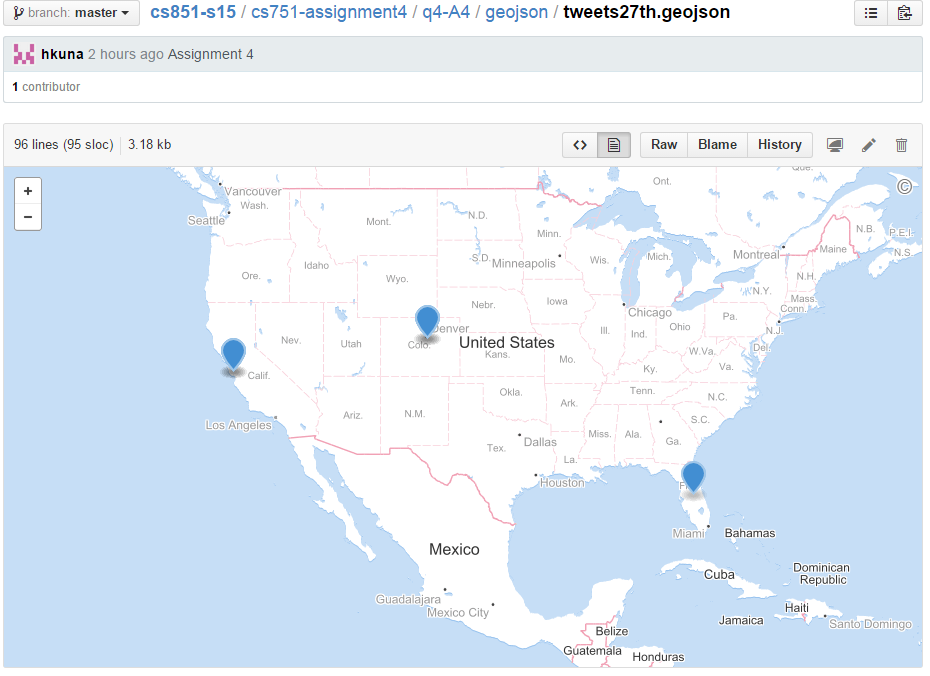 branch: master cs851-s15 / cs751-assignment4 / q4-A4 / geojson / tweets27th.geojson
hkuna 2 hours ago Assignment 4
1 contributor
96 lines (95 sloc) 3.18 kb <> Raw Blame History
+
−
©
Ont.
Que.
Vancouver
Wash.
Seattle
Mont.
N.D.
Minn.
N.B.
P.E.I.
Maine
N.S.
Montreal
Ore.
Idaho
S.D.
Minneapolis
Wis.
Mich.
N.H.
Wyo.
N.Y.
Mass.
Conn.
Nebr.
Iowa
Chicago
Pa.
N.J.
Denver
Nev.
Utah
Colo.
United States
Kans.
Ill.
Ind.
Ohio
Del.
Mo.
W.Va.
Va.
Ky.
Calif.
Okla.
Ark.
Tenn.
N.C.
Los Angeles
Ariz.
N.M.
S.C.
Tex.
Dallas
Miss.
Ala.
Ga.
La.
Houston
Miami
Bahamas
Mexico
Cuba
Dominican
Republic
Guadalajara
Mexico City
Haiti
Jamaica
Santo Domingo
Belize
Guatemala
Honduras